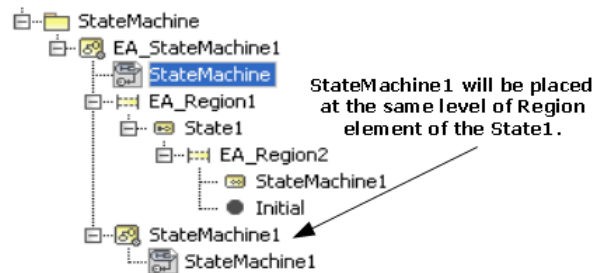 StateMachine
EA_StateMachine1
StateMachine
EA_Region1
State1
EA_Region2
StateMachine1
Initial
StateMachine1
StateMachine1
StateMachine1 will be placed
at the same level of Region
element of the State1.